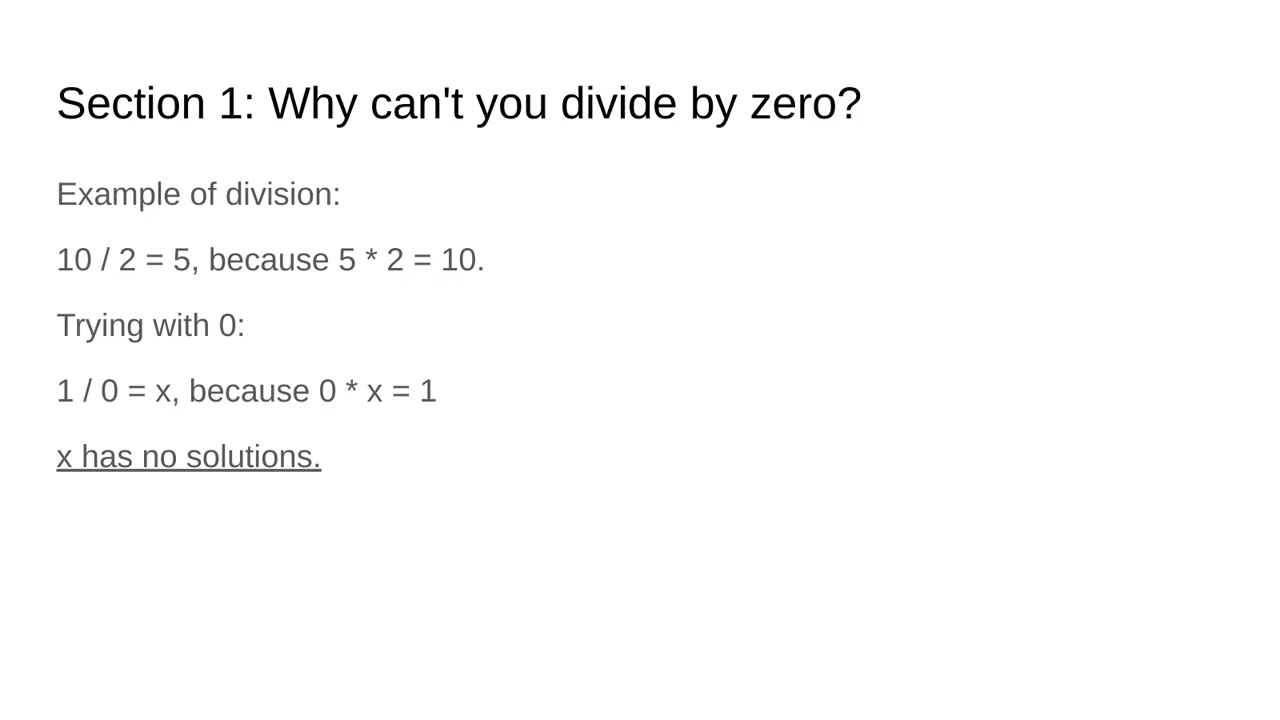 Section 1: Why can't you divide by zero?
Example of division:
10 / 2 = 5, because 5 * 2 = 10.
Trying with 0:
1 / 0 = x, because 0 * x = 1
x has no solutions.